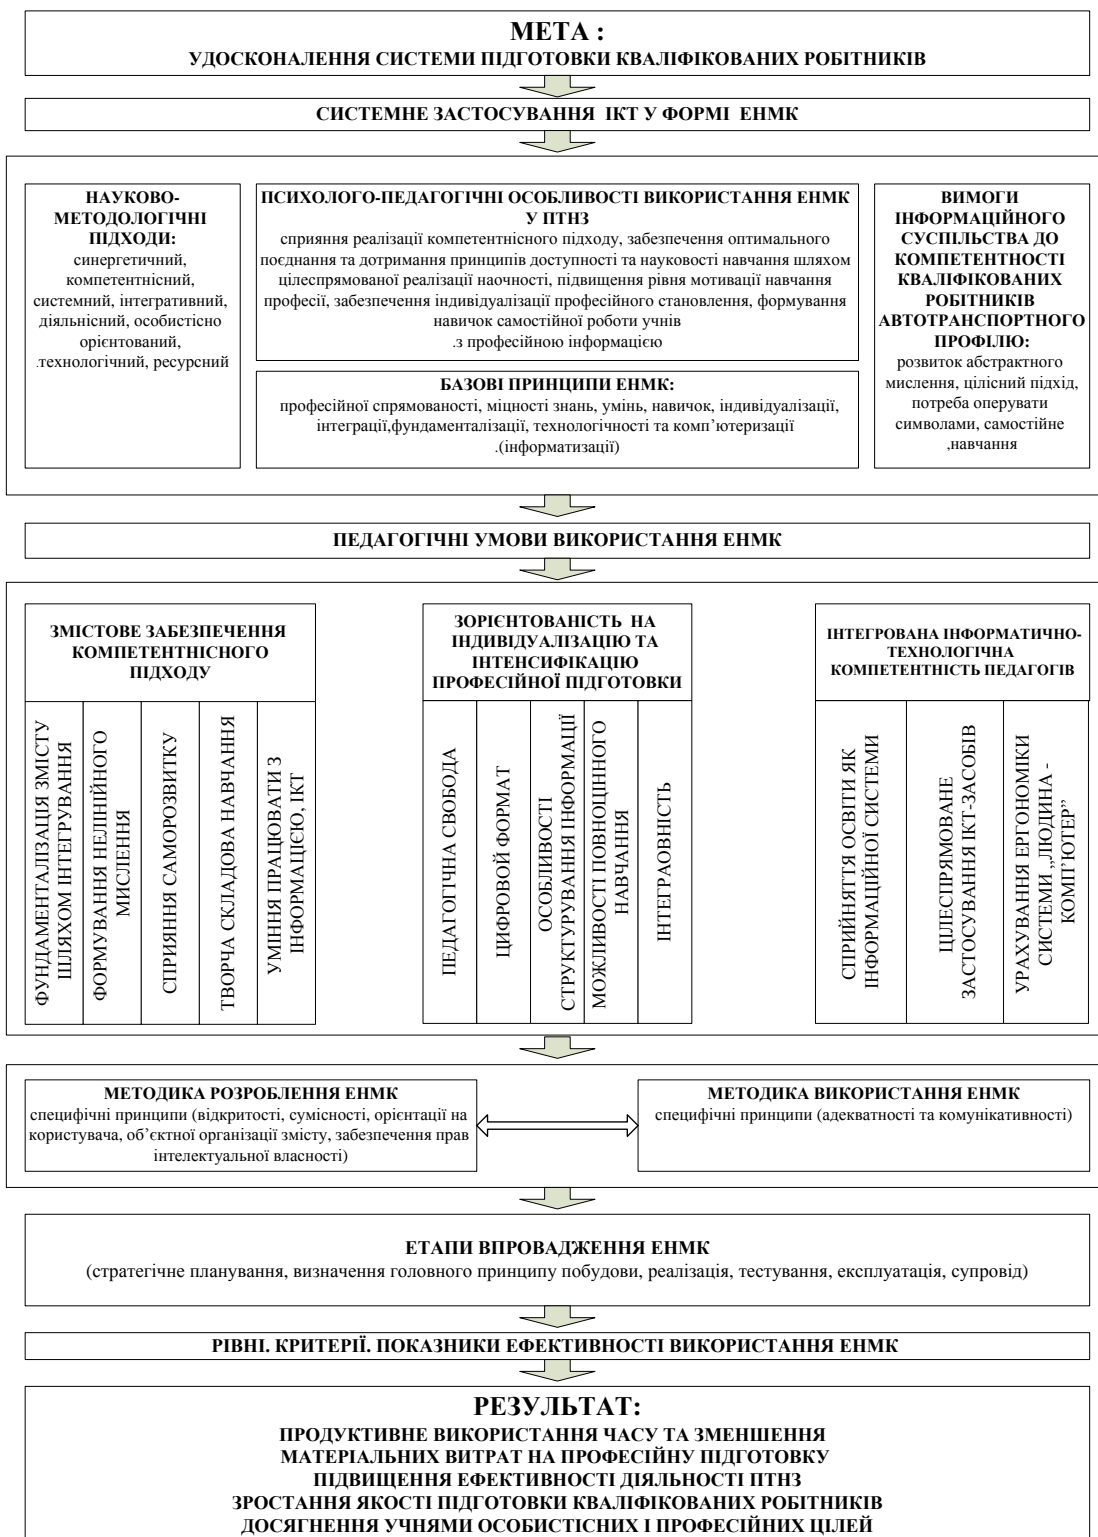 МЕТА :
УДОСКОНАЛЕННЯ СИСТЕМИ ПІДГОТОВКИ КВАЛІФІКОВАНИХ РОБІТНИКІВ
СИСТЕМНЕ ЗАСТОСУВАННЯ ІКТ У ФОРМІ ЕНМК
НАУКОВО-
МЕТОДОЛОГІЧНІ
ПІДХОДИ:
синергетичний,
компетентнісний,
системний, інтегративний,
діяльнісний, особистісно
орієнтований,
.технологічний, ресурсний
ПСИХОЛОГО-ПЕДАГОГІЧНІ ОСОБЛИВОСТІ ВИКОРИСТАННЯ ЕНМК
У ПТНЗ
сприяння реалізації компетентнісного підходу, забезпечення оптимального
поєднання та дотримання принципів доступності та науковості навчання шляхом
цілеспрямованої реалізації наочності, підвищення рівня мотивації навчання
професії, забезпечення індивідуалізації професійного становлення, формування
навичок самостійної роботи учнів
.з професійною інформацією
БАЗОВІ ПРИНЦИПИ ЕНМК:
професійної спрямованості, міцності знань, умінь, навичок, індивідуалізації,
інтеграції,фундаменталізації, технологічності та комп’ютеризації
.(інформатизації)
ВИМОГИ
ІНФОРМАЦІЙНОГО
СУСПІЛЬСТВА ДО
КОМПЕТЕНТНОСТІ
КВАЛІФІКОВАНИХ
РОБІТНИКІВ
АВТОТРАНСПОРТНОГО
ПРОФІЛЮ:
розвиток абстрактного
мислення, цілісний підхід,
потреба оперувати
символами, самостійне
,навчання
ПЕДАГОГІЧНІ УМОВИ ВИКОРИСТАННЯ ЕНМК
ЗМІСТОВЕ ЗАБЕЗПЕЧЕННЯ
КОМПЕТЕНТНІСНОГО
ПІДХОДУ
ФУНДАМЕНТАЛІЗАЦІЯ ЗМІСТУ
ШЛЯХОМ ІНТЕГРУВАННЯ
ФОРМУВАННЯ НЕЛІНІЙНОГО
МИСЛЕННЯ
СПРИЯННЯ САМОРОЗВИТКУ
ТВОРЧА СКЛАДОВА НАВЧАННЯ
УМІННЯ ПРАЦЮВАТИ З
ІНФОРМАЦІЄЮ, ІКТ
ЗОРІЄНТОВАНІСТЬ НА
ІНДИВІДУАЛІЗАЦІЮ ТА
ІНТЕНСИФІКАЦІЮ
ПРОФЕСІЙНОЇ ПІДГОТОВКИ
ПЕДАГОГІЧНА СВОБОДА
ЦИФРОВОЙ ФОРМАТ
ОСОБЛИВОСТІ
СТРУКТУРУВАННЯ ІНФОРМАЦІЇ
МОЖЛИВОСТІ ПОВНОЦІННОГО
НАВЧАННЯ
ІНТЕГРАОВНІСТЬ
ІНТЕГРОВАНА ІНФОРМАТИЧНО-
ТЕХНОЛОГІЧНА
КОМПЕТЕНТНІСТЬ ПЕДАГОГІВ
СПРИЙНЯТТЯ ОСВІТИ ЯК
ІНФОРМАЦІЙНОЇ СИСТЕМИ
ЦІЛЕСПРЯМОВАНЕ
ЗАСТОСУВАННЯ ІКТ-ЗАСОБІВ
УРАХУВАННЯ ЕРГОНОМІКИ
СИСТЕМИ „ЛЮДИНА -
КОМП’ЮТЕР”
МЕТОДИКА РОЗРОБЛЕННЯ ЕНМК
специфічні принципи (відкритості, сумісності, орієнтації на
користувача, об’єктної організації змісту, забезпечення прав
інтелектуальної власності)
МЕТОДИКА ВИКОРИСТАННЯ ЕНМК
специфічні принципи (адекватності та комунікативності)
ЕТАПИ ВПРОВАДЖЕННЯ ЕНМК
(стратегічне планування, визначення головного принципу побудови, реалізація, тестування, експлуатація, супровід)
РІВНІ. КРИТЕРІЇ. ПОКАЗНИКИ ЕФЕКТИВНОСТІ ВИКОРИСТАННЯ ЕНМК
РЕЗУЛЬТАТ:
ПРОДУКТИВНЕ ВИКОРИСТАННЯ ЧАСУ ТА ЗМЕНШЕННЯ
МАТЕРІАЛЬНИХ ВИТРАТ НА ПРОФЕСІЙНУ ПІДГОТОВКУ
ПІДВИЩЕННЯ ЕФЕКТИВНОСТІ ДІЯЛЬНОСТІ ПТНЗ
ЗРОСТАННЯ ЯКОСТІ ПІДГОТОВКИ КВАЛІФІКОВАНИХ РОБІТНИКІВ
ДОСЯГНЕННЯ УЧНЯМИ ОСОБИСТІСНИХ І ПРОФЕСІЙНИХ ЦІЛЕЙ